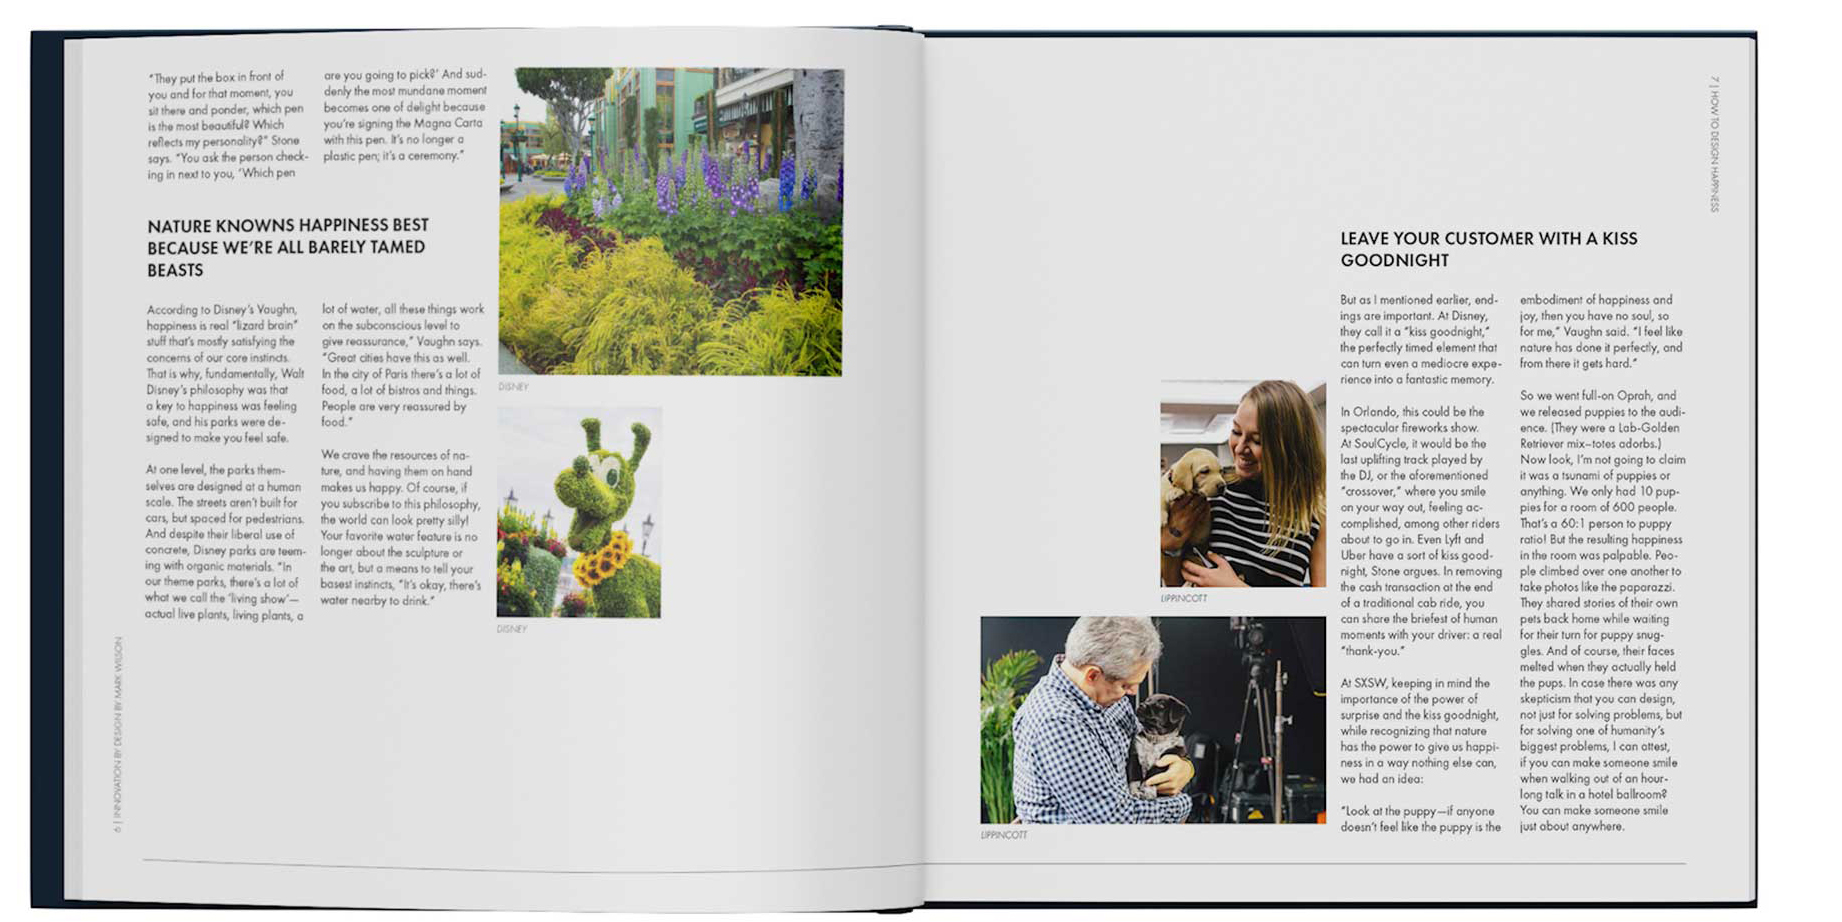 "They put the box in front of
you and for that moment, you
sit there and ponder, which pen
is the most beautiful? Which
reflects my personality?" Stone
says. "You ask the person check-
ing in next to you, 'Which pen
are you going to pick?' And sud-
denly the most mundane moment
becomes one of delight because
you're signing the Magna Carta
with this pen. It's no longer a
plastic pen; it's a ceremony."
NATURE KNOWNS HAPPINESS BEST
BECAUSE WE'RE ALL BARELY TAMED
BEASTS
According to Disney's Vaughn,
happiness is real "lizard brain"
stuff that's mostly satisfying the
concerns of our core instincts.
That is why, fundamentally, Walt
Disney's philosophy was that
a key to happiness was feeling
safe, and his parks were de-
signed to make you feel safe.
At one level, the parks them-
selves are designed at a human
scale. The streets aren't built for
cars, but spaced for pedestrians.
And despite their liberal use of
concrete, Disney parks are teem-
ing with organic materials. "In
our theme parks, there's a lot of
what we call the 'living show'—
actual live plants, living plants, a
lot of water, all these things work
on the subconscious level to
give reassurance," Vaughn says.
"Great cities have this as well.
In the city of Paris there's a lot of
food, a lot of bistros and things.
People are very reassured by
food."
We crave the resources of na-
ture, and having them on hand
makes us happy. Of course, if
you subscribe to this philosophy,
the world can look pretty silly!
Your favorite water feature is no
longer about the sculpture or
the art, but a means to tell your
basest instincts, "It's okay, there's
water nearby to drink."
DISNEY
DISNEY
6 | INNOVATION BY DESIGN BY MARK WILSON
7 | HOW TO DESIGN HAPPINESS
LIPPINCOTT
LIPPINCOTT
LEAVE YOUR CUSTOMER WITH A KISS
GOODNIGHT
But as I mentioned earlier, end-
ings are important. At Disney,
they call it a "kiss goodnight,"
the perfectly timed element that
can turn even a mediocre expe-
rience into a fantastic memory.
In Orlando, this could be the
spectacular fireworks show.
At SoulCycle, it would be the
last uplifting track played by
the DJ, or the aforementioned
"crossover," where you smile
on your way out, feeling ac-
complished, among other riders
about to go in. Even Lyft and
Uber have a sort of kiss good-
night, Stone argues. In removing
the cash transaction at the end
of a traditional cab ride, you
can share the briefest of human
moments with your driver: a real
"thank-you."
At SXSW, keeping in mind the
importance of the power of
surprise and the kiss goodnight,
while recognizing that nature
has the power to give us happi-
ness in a way nothing else can,
we had an idea:
"Look at the puppy—if anyone
doesn't feel like the puppy is the
embodiment of happiness and
joy, then you have no soul, so
for me," Vaughn said. "I feel like
nature has done it perfectly, and
from there it gets hard."
So we went full-on Oprah, and
we released puppies to the audi-
ence. (They were a Lab-Golden
Retriever mix–totes adorbs.)
Now look, I'm not going to claim
it was a tsunami of puppies or
anything. We only had 10 pup-
pies for a room of 600 people.
That's a 60:1 person to puppy
ratio! But the resulting happiness
in the room was palpable. Peo-
ple climbed over one another to
take photos like the paparazzi.
They shared stories of their own
pets back home while waiting
for their turn for puppy snug-
gles. And of course, their faces
melted when they actually held
the pups. In case there was any
skepticism that you can design,
not just for solving problems, but
for solving one of humanity's
biggest problems, I can attest,
if you can make someone smile
when walking out of an hour-
long talk in a hotel ballroom?
You can make someone smile
just about anywhere.